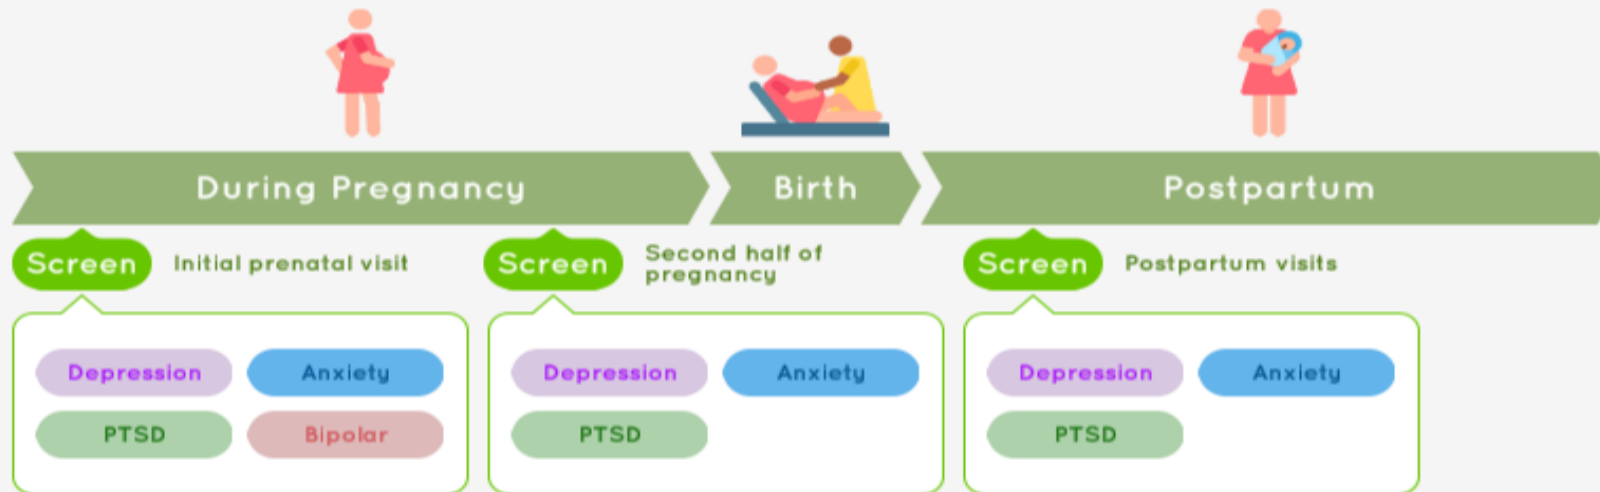 During Pregnancy
Birth
Postpartum
Screen
Initial prenatal visit
Screen
Second half of
pregnancy
Screen
Postpartum visits
Depression
Anxiety
PTSD
Bipolar
Depression
Anxiety
PTSD
Depression
Anxiety
PTSD